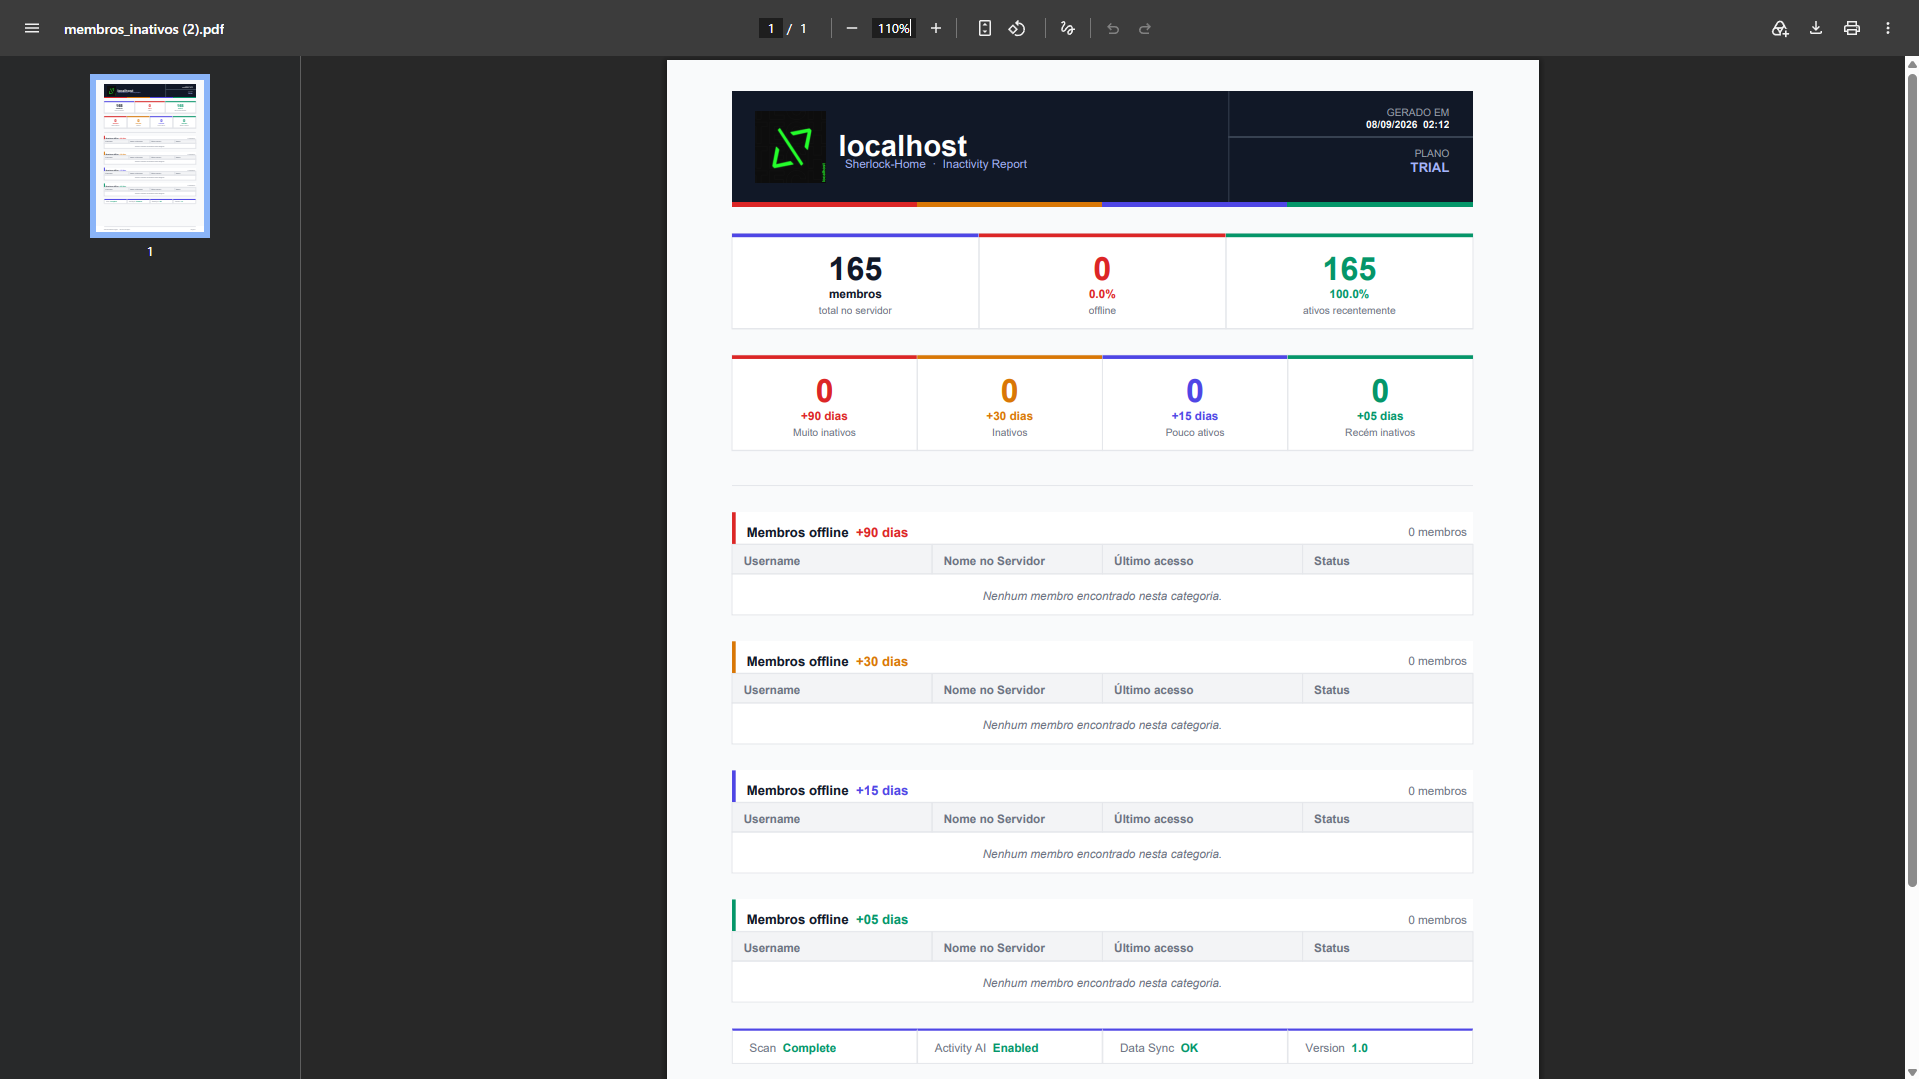 membros_inativos (2).pdf
1 / 1
110%
1
localhost
localhost
Sherlock-Home · Inactivity Report
GERADO EM
08/09/2026 02:12
PLANO
TRIAL
165
membros
total no servidor
0
0.0%
offline
165
100.0%
ativos recentemente
0
+90 dias
Muito inativos
0
+30 dias
Inativos
0
+15 dias
Pouco ativos
0
+05 dias
Recém inativos
Membros offline +90 dias 0 membros
Username Nome no Servidor Último acesso Status
Nenhum membro encontrado nesta categoria.
Membros offline +30 dias 0 membros
Username Nome no Servidor Último acesso Status
Nenhum membro encontrado nesta categoria.
Membros offline +15 dias 0 membros
Username Nome no Servidor Último acesso Status
Nenhum membro encontrado nesta categoria.
Membros offline +05 dias 0 membros
Username Nome no Servidor Último acesso Status
Nenhum membro encontrado nesta categoria.
Scan Complete Activity AI Enabled Data Sync OK Version 1.0